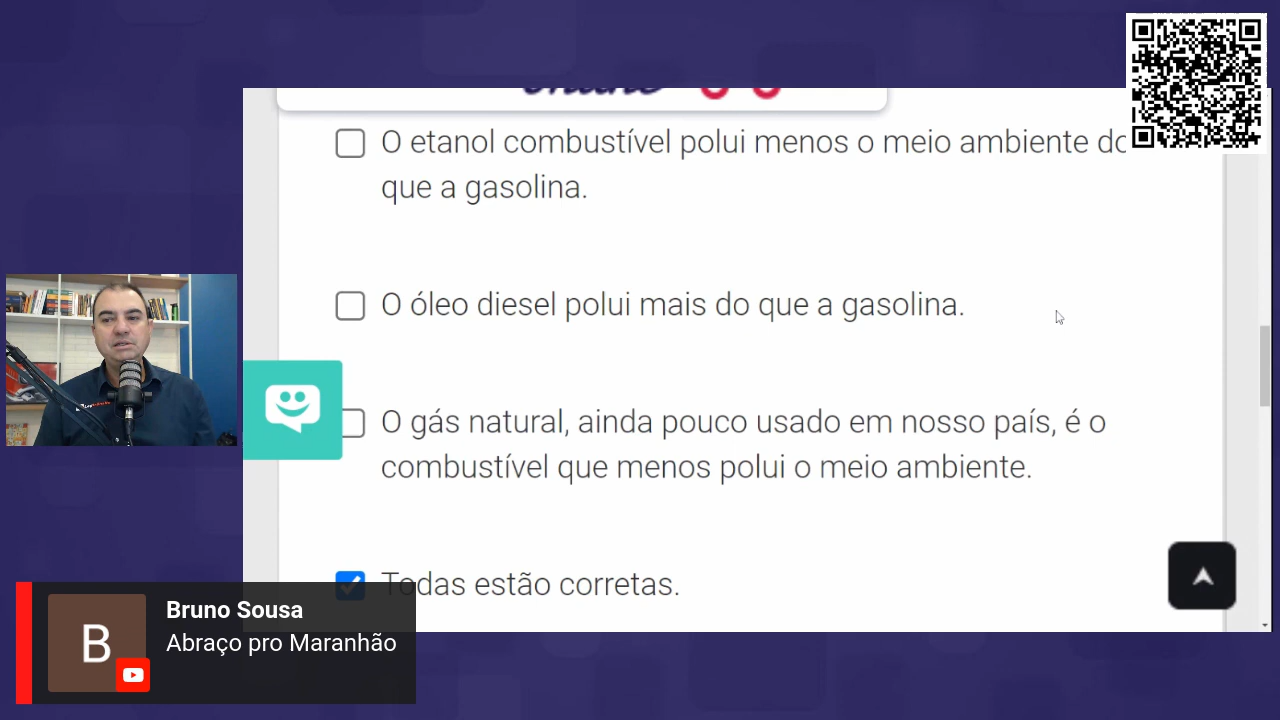 O etanol combustível polui menos o meio ambiente do
que a gasolina.
O óleo diesel polui mais do que a gasolina.
O gás natural, ainda pouco usado em nosso país, é o
combustível que menos polui o meio ambiente.
Todas estão corretas.
B
Bruno Sousa
Abraço pro Maranhão